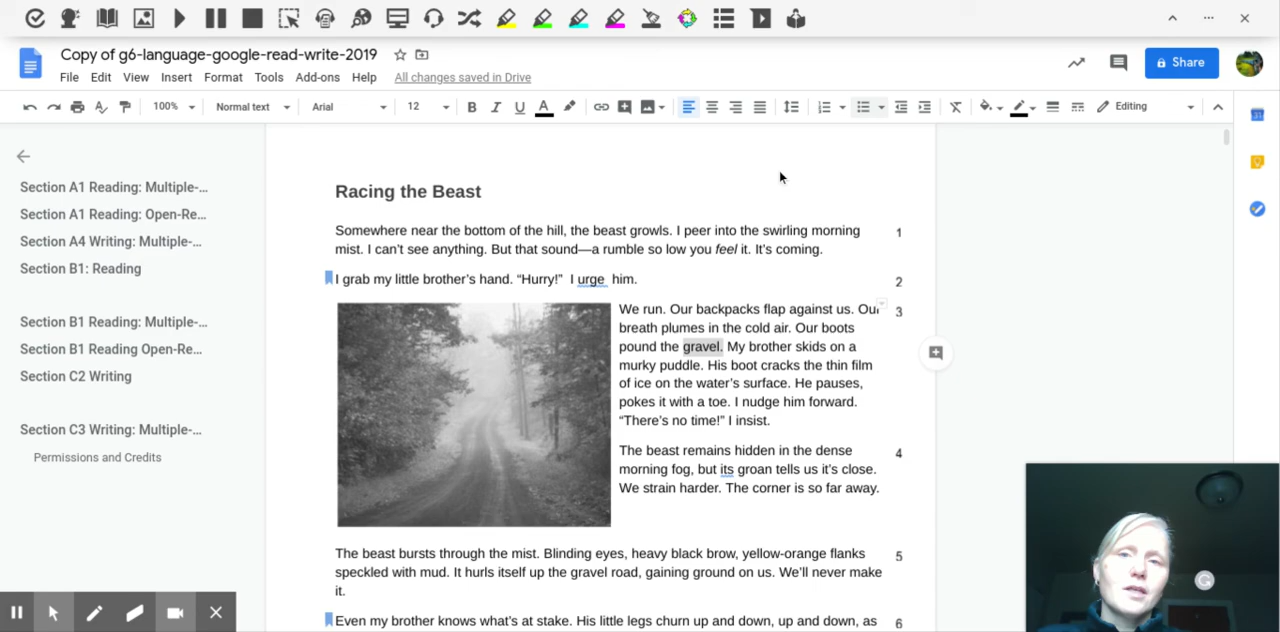 Copy of g6-language-google-read-write-2019
File Edit View Insert Format Tools Add-ons Help All changes saved in Drive
Share
100% Normal text Arial 12 B I U A Editing
Section A1 Reading: Multiple-...
Section A1 Reading: Open-Re...
Section A4 Writing: Multiple-...
Section B1: Reading
Section B1 Reading: Multiple-...
Section B1 Reading Open-Re...
Section C2 Writing
Section C3 Writing: Multiple-...
Permissions and Credits
Racing the Beast
Somewhere near the bottom of the hill, the beast growls. I peer into the swirling morning 1
mist. I can't see anything. But that sound—a rumble so low you feel it. It's coming.
I grab my little brother's hand. “Hurry!” I urge him. 2
We run. Our backpacks flap against us. Our 3
breath plumes in the cold air. Our boots
pound the gravel. My brother skids on a
murky puddle. His boot cracks the thin film
of ice on the water's surface. He pauses,
pokes it with a toe. I nudge him forward.
“There's no time!” I insist.
The beast remains hidden in the dense 4
morning fog, but its groan tells us it's close.
We strain harder. The corner is so far away.
The beast bursts through the mist. Blinding eyes, heavy black brow, yellow-orange flanks 5
speckled with mud. It hurls itself up the gravel road, gaining ground on us. We'll never make
it.
Even my brother knows what's at stake. His little legs churn up and down, up and down, as 6